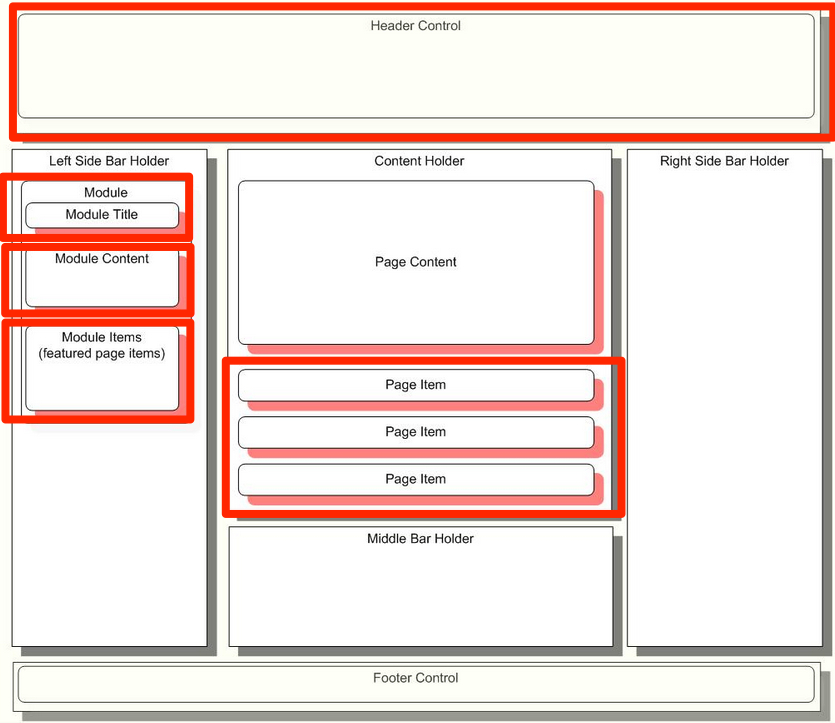 Header Control
Left Side Bar Holder
Module
Module Title
Module Content
Module Items
(featured page items)
Content Holder
Page Content
Page Item
Page Item
Page Item
Middle Bar Holder
Right Side Bar Holder
Footer Control